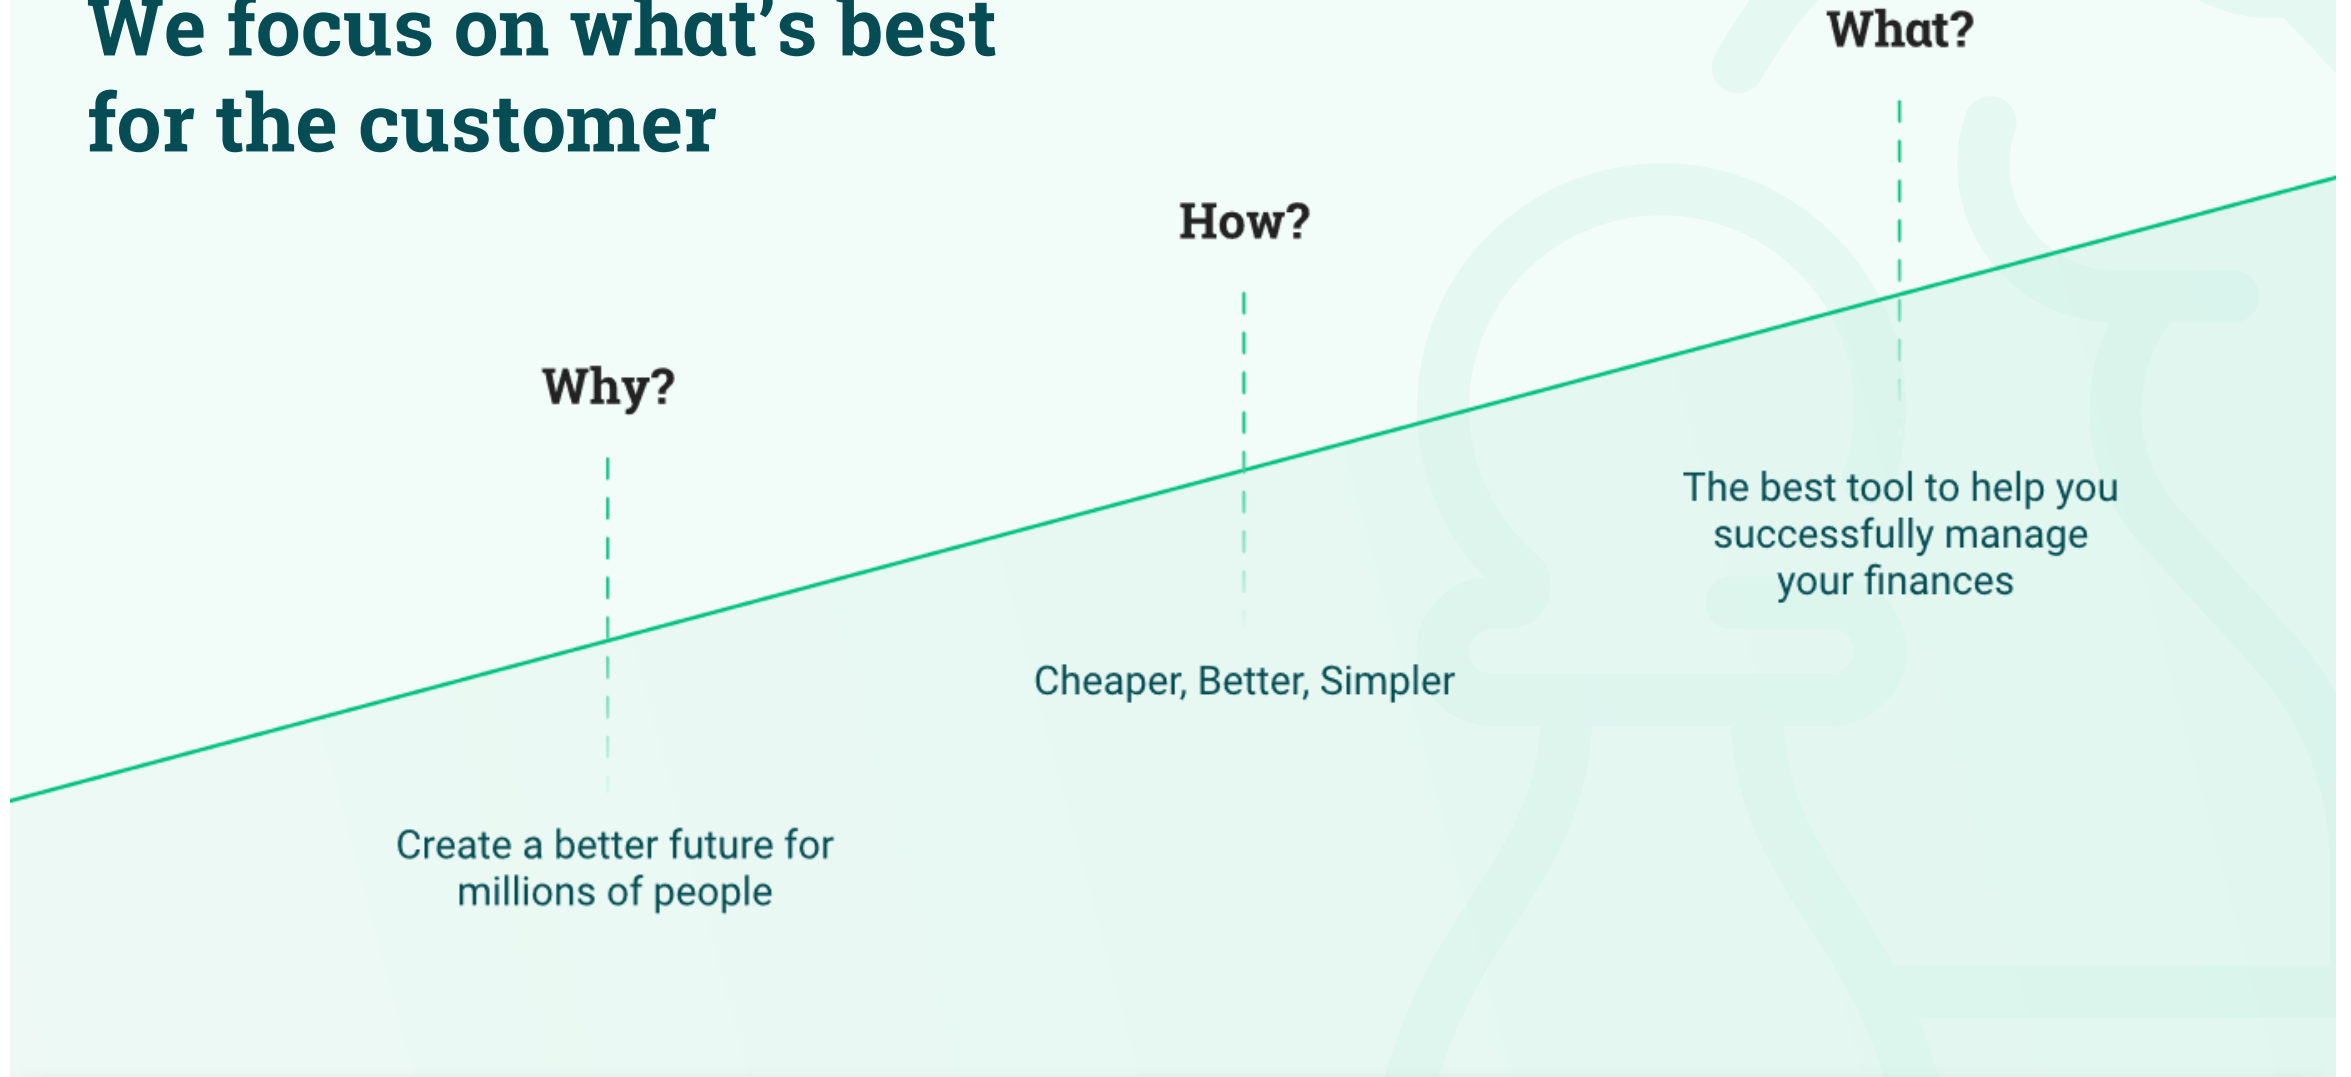 We focus on what’s best
for the customer
Why?
Create a better future for
millions of people
How?
Cheaper, Better, Simpler
What?
The best tool to help you
successfully manage
your finances